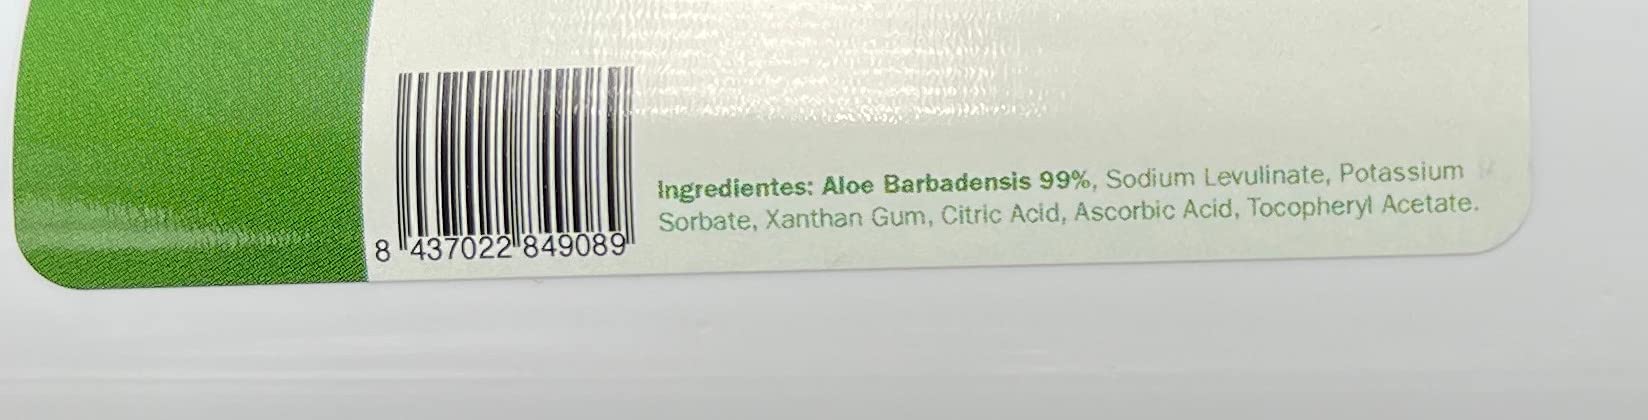 Ingredientes: Aloe Barbadensis 99%, Sodium Levulinate, Potassium
Sorbate, Xanthan Gum, Citric Acid, Ascorbic Acid, Tocopheryl Acetate.
8 437022 849089